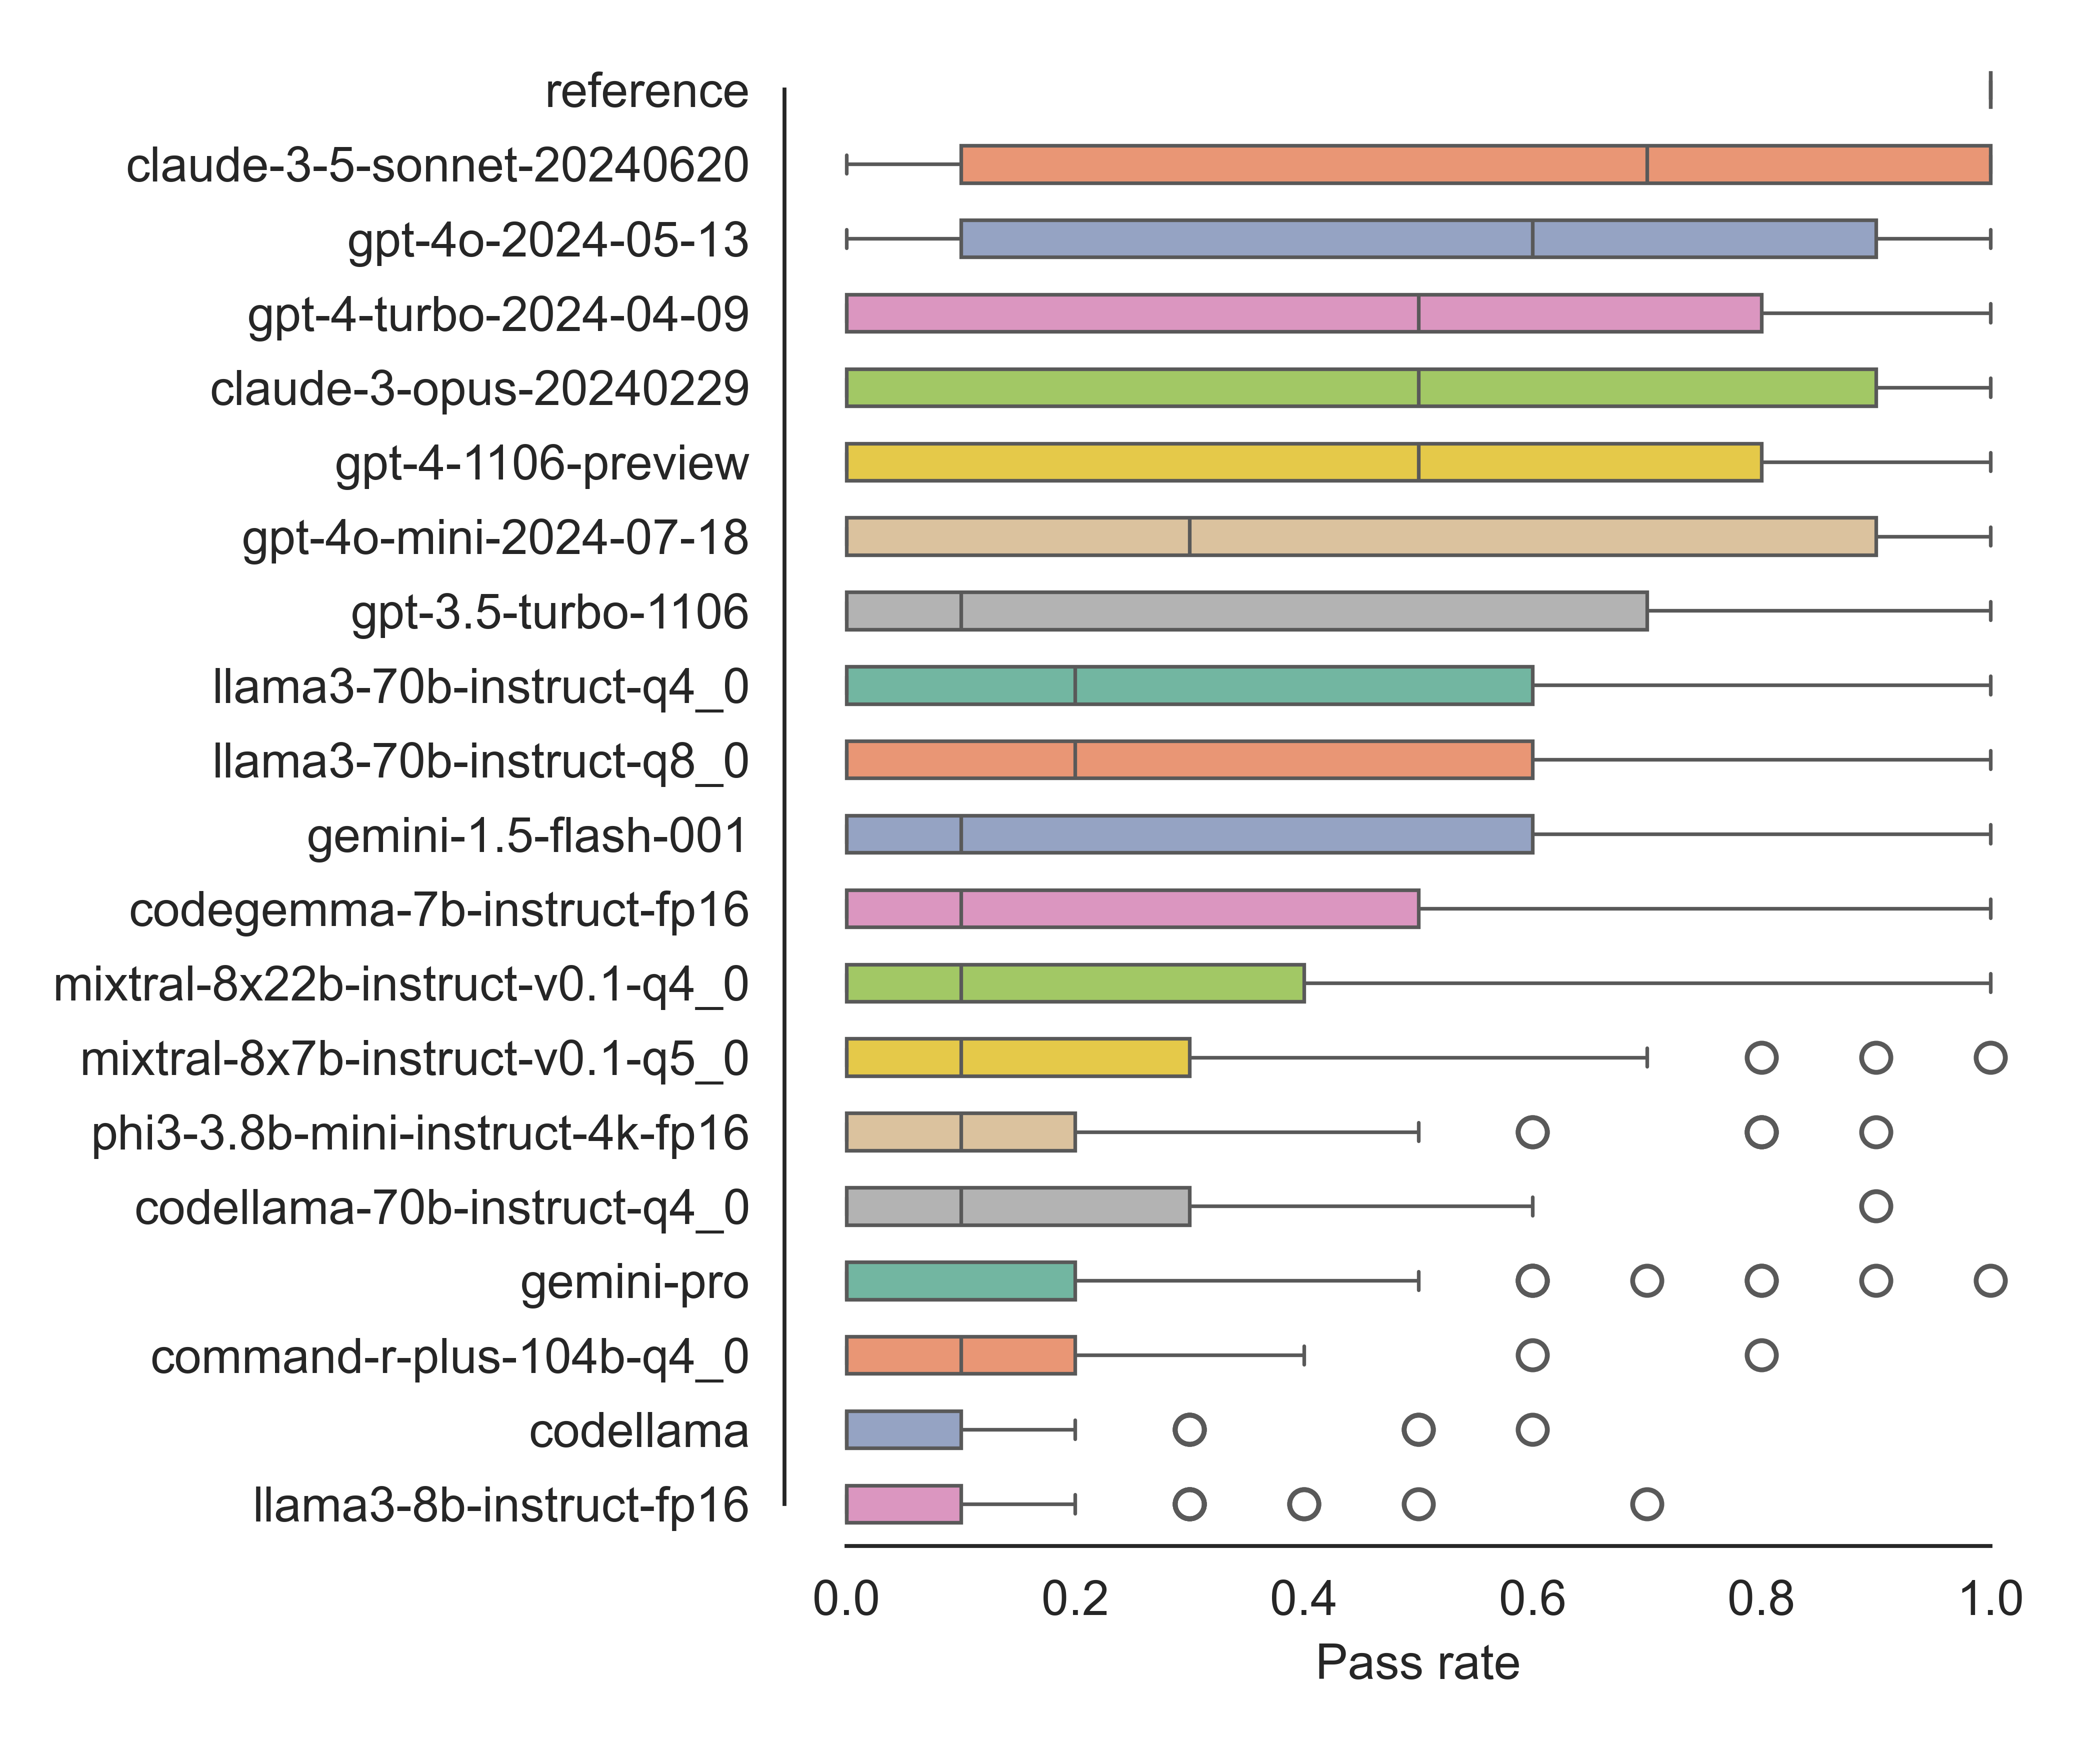 reference
claude-3-5-sonnet-20240620
gpt-4o-2024-05-13
gpt-4-turbo-2024-04-09
claude-3-opus-20240229
gpt-4-1106-preview
gpt-4o-mini-2024-07-18
gpt-3.5-turbo-1106
llama3-70b-instruct-q4_0
llama3-70b-instruct-q8_0
gemini-1.5-flash-001
codegemma-7b-instruct-fp16
mixtral-8x22b-instruct-v0.1-q4_0
mixtral-8x7b-instruct-v0.1-q5_0
phi3-3.8b-mini-instruct-4k-fp16
codellama-70b-instruct-q4_0
gemini-pro
command-r-plus-104b-q4_0
codellama
llama3-8b-instruct-fp16
0.0 0.2 0.4 0.6 0.8 1.0
Pass rate